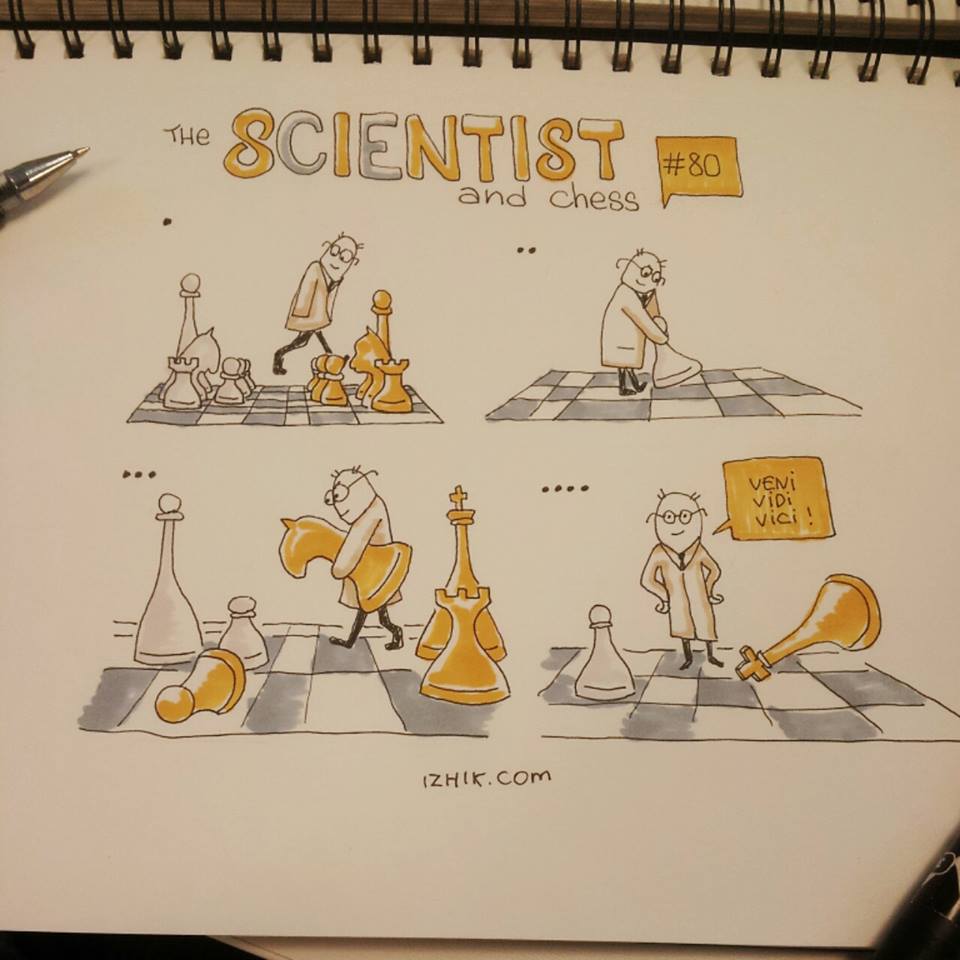 THE SCIENTIST
and chess
#80
VENI
VIDI
Vici !
IZHIK.COM